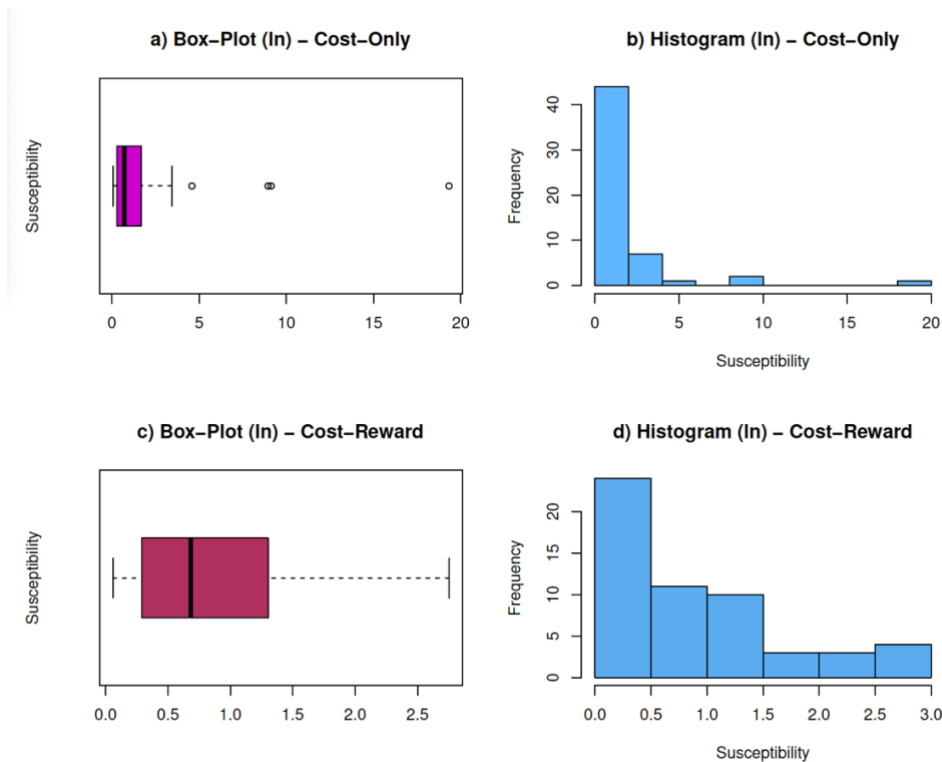 a) Box–Plot (ln) – Cost–Only
Susceptibility
0 5 10 15 20
b) Histogram (ln) – Cost–Only
Frequency
0 10 20 30 40
0 5 10 15 20
Susceptibility
c) Box–Plot (ln) – Cost–Reward
Susceptibility
0.0 0.5 1.0 1.5 2.0 2.5
d) Histogram (ln) – Cost–Reward
Frequency
0 5 10 15 20
0.0 0.5 1.0 1.5 2.0 2.5 3.0
Susceptibility